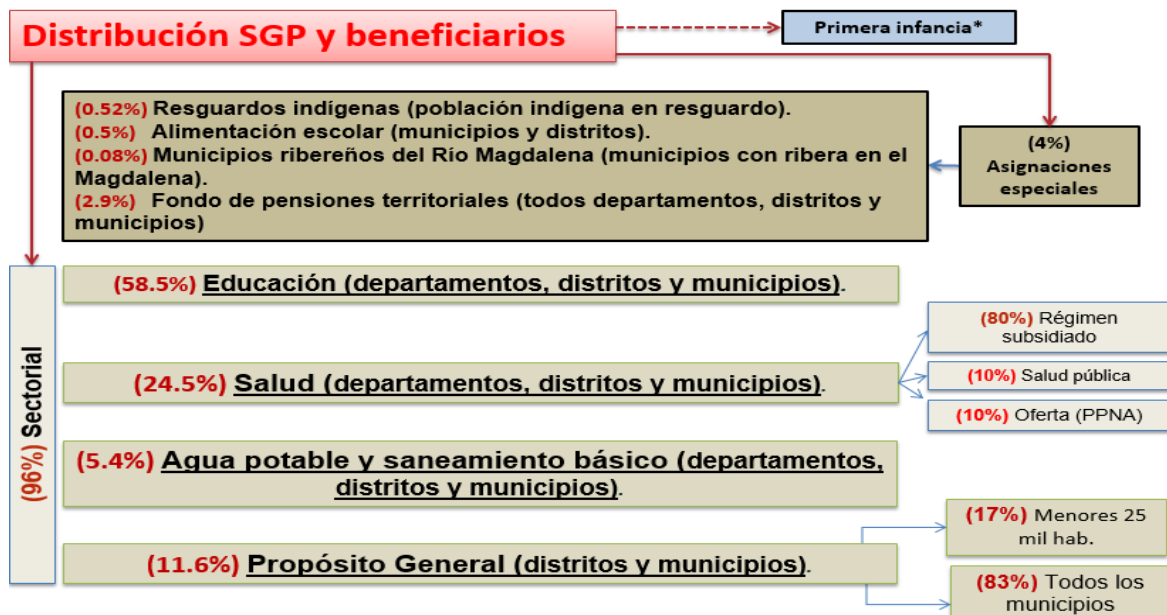 Distribución SGP y beneficiarios
Primera infancia*
(0.52%) Resguardos indígenas (población indígena en resguardo).
(0.5%) Alimentación escolar (municipios y distritos).
(0.08%) Municipios ribereños del Río Magdalena (municipios con ribera en el
Magdalena).
(2.9%) Fondo de pensiones territoriales (todos departamentos, distritos y
municipios)
(4%)
Asignaciones
especiales
(96%) Sectorial
(58.5%) Educación (departamentos, distritos y municipios).
(24.5%) Salud (departamentos, distritos y municipios).
(80%) Régimen
subsidiado
(10%) Salud pública
(10%) Oferta (PPNA)
(5.4%) Agua potable y saneamiento básico (departamentos,
distritos y municipios).
(11.6%) Propósito General (distritos y municipios).
(17%) Menores 25
mil hab.
(83%) Todos los
municipios